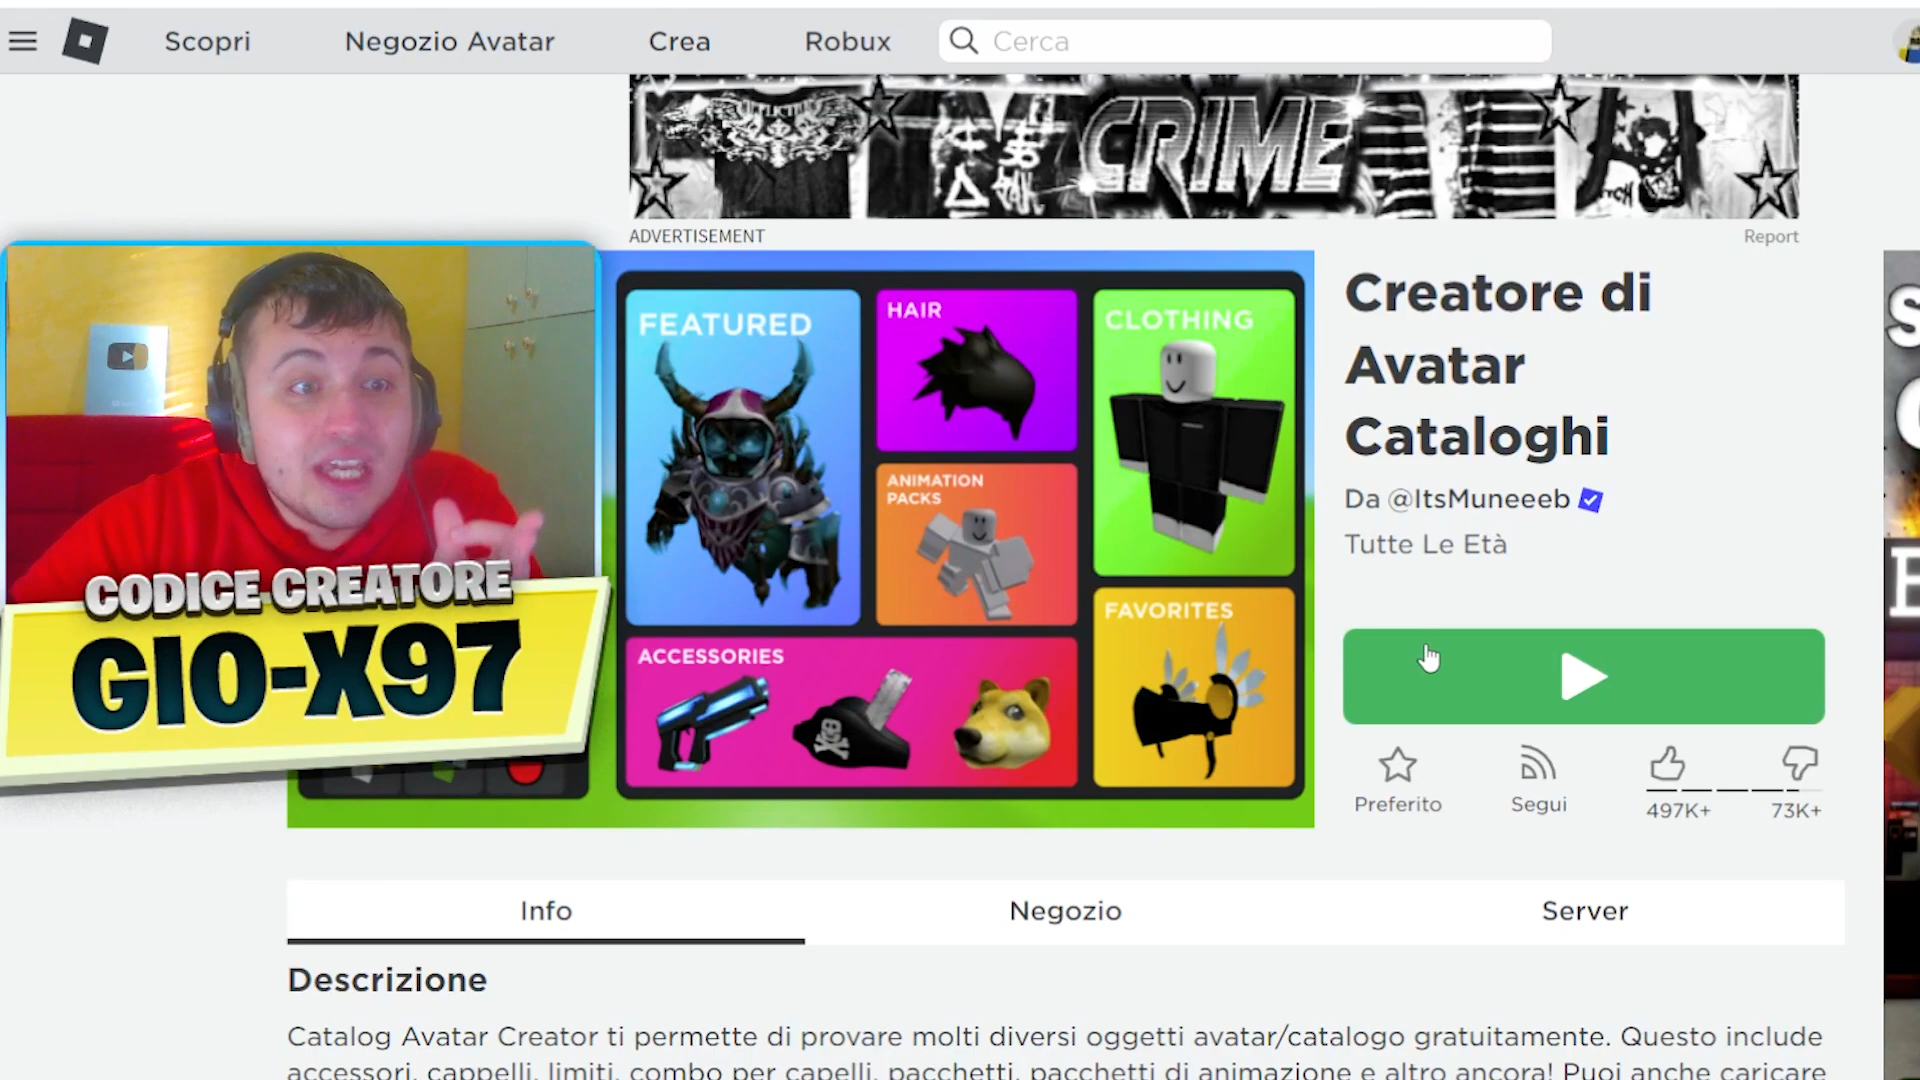 Scopri
Negozio Avatar
Crea
Robux
Cerca
CRIME
ADVERTISEMENT
Report
FEATURED
HAIR
CLOTHING
ANIMATION
PACKS
ACCESSORIES
FAVORITES
CODICE CREATORE
GIO-X97
Creatore di
Avatar
Cataloghi
Da @ItsMuneeeb
Tutte Le Età
Preferito
Segui
497K+
73K+
Info
Negozio
Server
Descrizione
Catalog Avatar Creator ti permette di provare molti diversi oggetti avatar/catalogo gratuitamente. Questo include
accessori, cappelli, limiti, combo per capelli, pacchetti, pacchetti di animazione e altro ancora! Puoi anche caricare